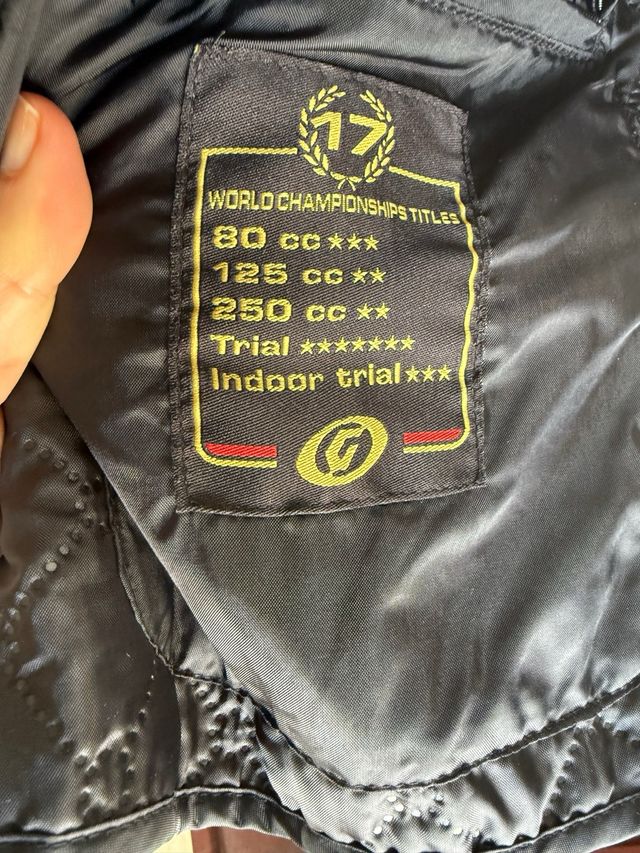 17
WORLD CHAMPIONSHIPS TITLES
80 cc ★★★
125 cc ★★
250 cc ★★
Trial ★★★★★★★
Indoor trial ★★★
G